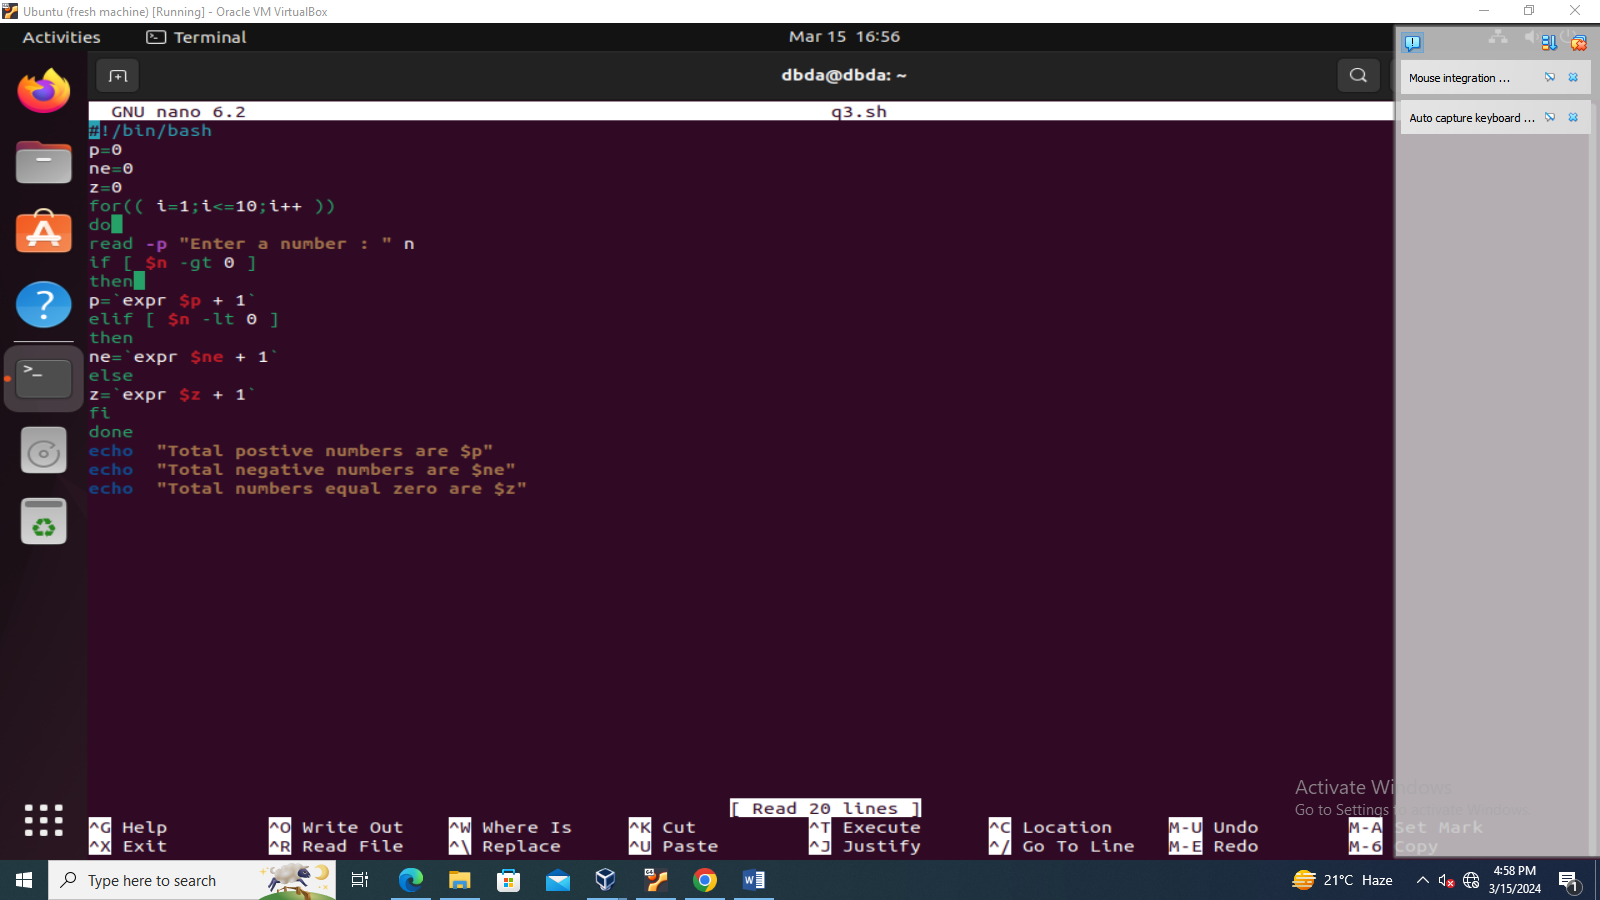 Ubuntu (fresh machine) [Running] - Oracle VM VirtualBox
Activities Terminal Mar 15 16:56
dbda@dbda: ~
Mouse integration ...
Auto capture keyboard ...
GNU nano 6.2 q3.sh
#!/bin/bash
p=0
ne=0
z=0
for(( i=1;i<=10;i++ ))
do
read -p "Enter a number : " n
if [ $n -gt 0 ]
then
p=`expr $p + 1`
elif [ $n -lt 0 ]
then
ne=`expr $ne + 1`
else
z=`expr $z + 1`
fi
done
echo  "Total postive numbers are $p"
echo  "Total negative numbers are $ne"
echo  "Total numbers equal zero are $z"
Activate Windows
Go to Settings to activate Windows.
[ Read 20 lines ]
^G Help ^O Write Out ^W Where Is ^K Cut ^T Execute ^C Location M-U Undo M-A Set Mark
^X Exit ^R Read File ^\ Replace ^U Paste ^J Justify ^/ Go To Line M-E Redo M-6 Copy
Type here to search
21°C Haze
4:58 PM
3/15/2024
1